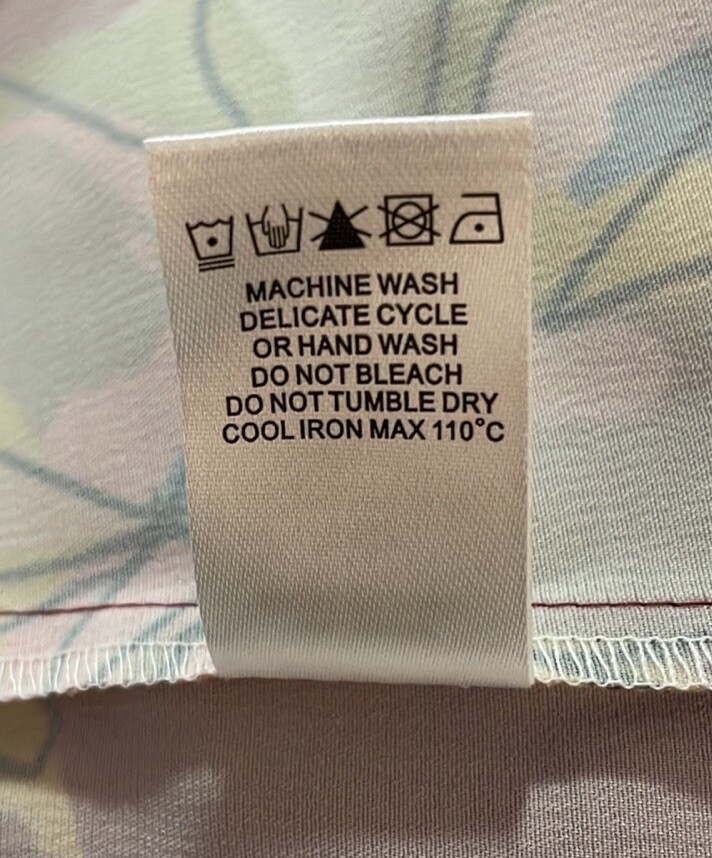 MACHINE WASH
DELICATE CYCLE
OR HAND WASH
DO NOT BLEACH
DO NOT TUMBLE DRY
COOL IRON MAX 110°C